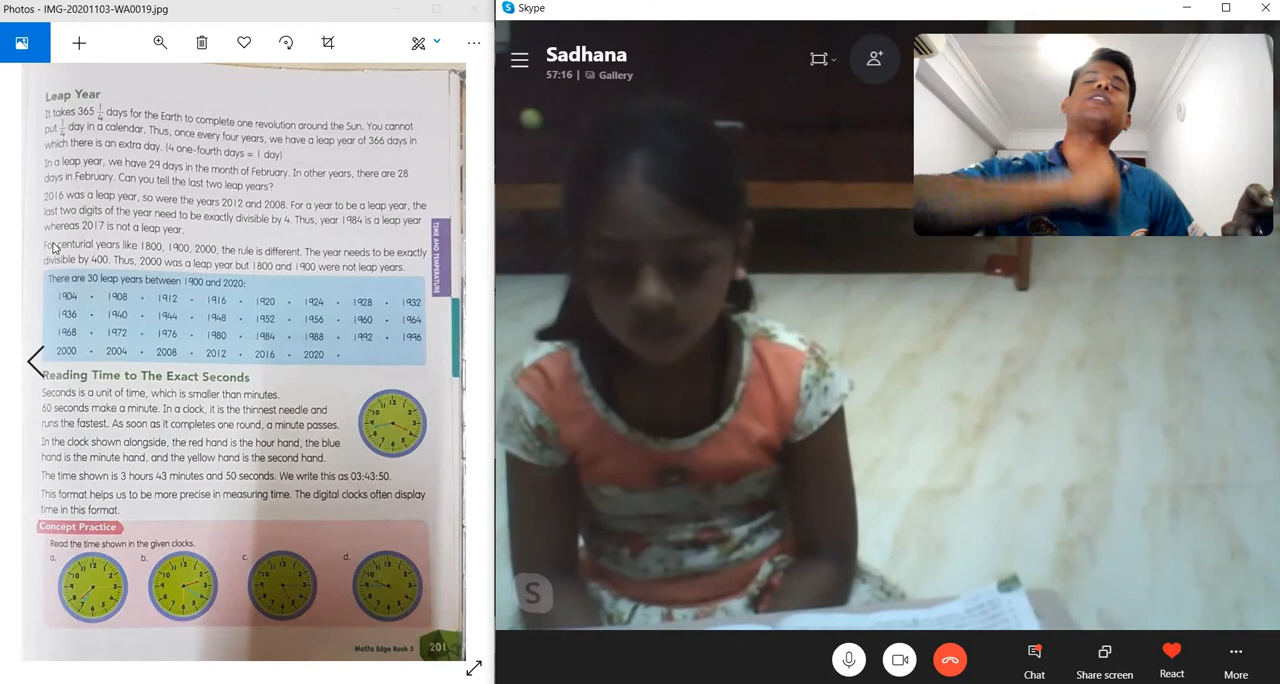 Photos - IMG-20201103-WA0019.jpg
Leap Year
It takes 365 1/4 days for the Earth to complete one revolution around the Sun. You cannot
put 1/4 day in a calendar. Thus, once every four years, we have a leap year of 366 days in
which there is an extra day. (4 one-fourth days = 1 day)
In a leap year, we have 29 days in the month of February. In other years, there are 28
days in February. Can you tell the last two leap years?
2016 was a leap year, so were the years 2012 and 2008. For a year to be a leap year, the
last two digits of the year need to be exactly divisible by 4. Thus, year 1984 is a leap year
whereas 2017 is not a leap year.
For centurial years like 1800, 1900, 2000, the rule is different. The year needs to be exactly
divisible by 400. Thus, 2000 was a leap year but 1800 and 1900 were not leap years.
There are 30 leap years between 1900 and 2020:
1904 • 1908 • 1912 • 1916 • 1920 • 1924 • 1928 • 1932
1936 • 1940 • 1944 • 1948 • 1952 • 1956 • 1960 • 1964
1968 • 1972 • 1976 • 1980 • 1984 • 1988 • 1992 • 1996
2000 • 2004 • 2008 • 2012 • 2016 • 2020 •
TIME AND TEMPERATURE
Reading Time to The Exact Seconds
Seconds is a unit of time, which is smaller than minutes.
60 seconds make a minute. In a clock, it is the thinnest needle and
runs the fastest. As soon as it completes one round, a minute passes.
In the clock shown alongside, the red hand is the hour hand, the blue
hand is the minute hand, and the yellow hand is the second hand.
The time shown is 3 hours 43 minutes and 50 seconds. We write this as 03:43:50.
This format helps us to be more precise in measuring time. The digital clocks often display
time in this format.
Concept Practice
Read the time shown in the given clocks.
a. b. c. d.
Maths Edge Book 3 201
Skype
Sadhana
57:16 | Gallery
S
Chat
Share screen
React
More